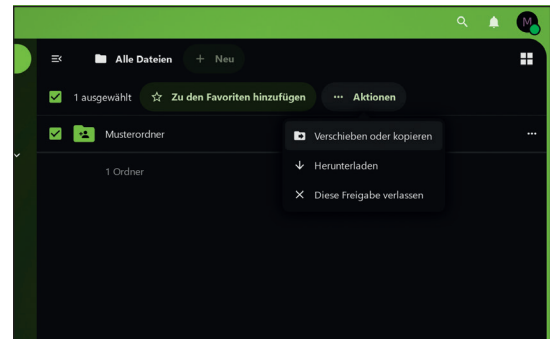 M
Alle Dateien + Neu
1 ausgewählt Zu den Favoriten hinzufügen ··· Aktionen
Musterordner ···
Verschieben oder kopieren
Herunterladen
1 Ordner
Diese Freigabe verlassen